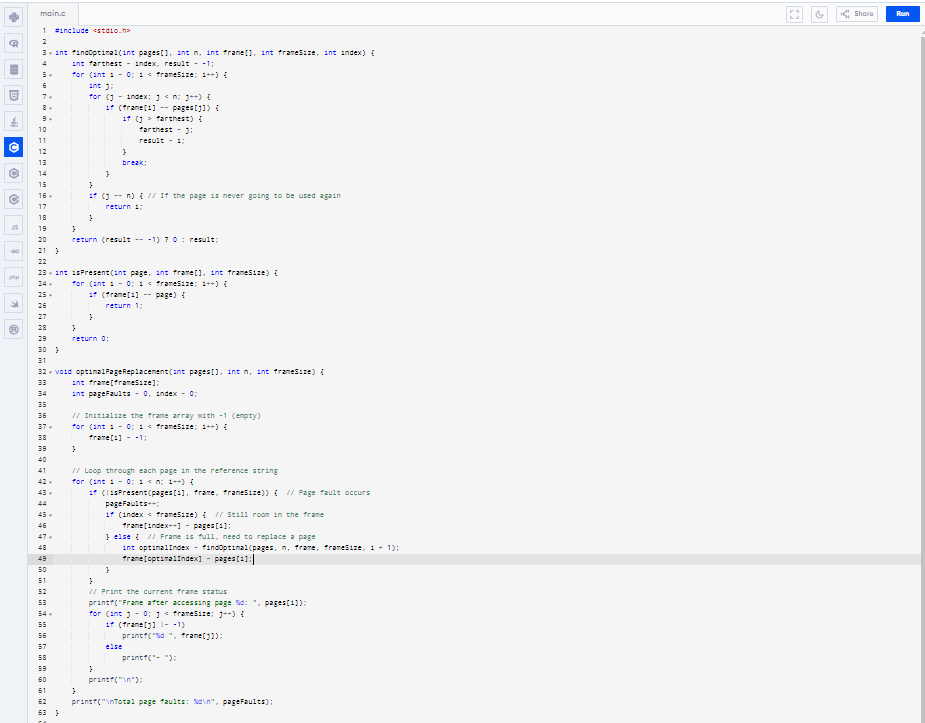 main.c
Share
Run
1 #include <stdio.h>
2
3 int findOptimal(int pages[], int n, int frame[], int frameSize, int index) {
4     int farthest = index, result = -1;
5     for (int i = 0; i < frameSize; i++) {
6         int j;
7         for (j = index; j < n; j++) {
8             if (frame[i] == pages[j]) {
9                 if (j > farthest) {
10                     farthest = j;
11                     result = i;
12                 }
13                 break;
14             }
15         }
16         if (j == n) { // If the page is never going to be used again
17             return i;
18         }
19     }
20     return (result == -1) ? 0 : result;
21 }
22
23 int isPresent(int page, int frame[], int frameSize) {
24     for (int i = 0; i < frameSize; i++) {
25         if (frame[i] == page) {
26             return 1;
27         }
28     }
29     return 0;
30 }
31
32 void optimalPageReplacement(int pages[], int n, int frameSize) {
33     int frame[frameSize];
34     int pageFaults = 0, index = 0;
35
36     // Initialize the frame array with -1 (empty)
37     for (int i = 0; i < frameSize; i++) {
38         frame[i] = -1;
39     }
40
41     // Loop through each page in the reference string
42     for (int i = 0; i < n; i++) {
43         if (!isPresent(pages[i], frame, frameSize)) {  // Page fault occurs
44             pageFaults++;
45             if (index < frameSize) {  // Still room in the frame
46                 frame[index++] = pages[i];
47             } else {  // Frame is full, need to replace a page
48                 int optimalIndex = findOptimal(pages, n, frame, frameSize, i + 1);
49                 frame[optimalIndex] = pages[i];
50             }
51         }
52         // Print the current frame status
53         printf("Frame after accessing page %d: ", pages[i]);
54         for (int j = 0; j < frameSize; j++) {
55             if (frame[j] != -1)
56                 printf("%d ", frame[j]);
57             else
58                 printf("- ");
59         }
60         printf("\n");
61     }
62     printf("\nTotal page faults: %d\n", pageFaults);
63 }
JS
GO
php